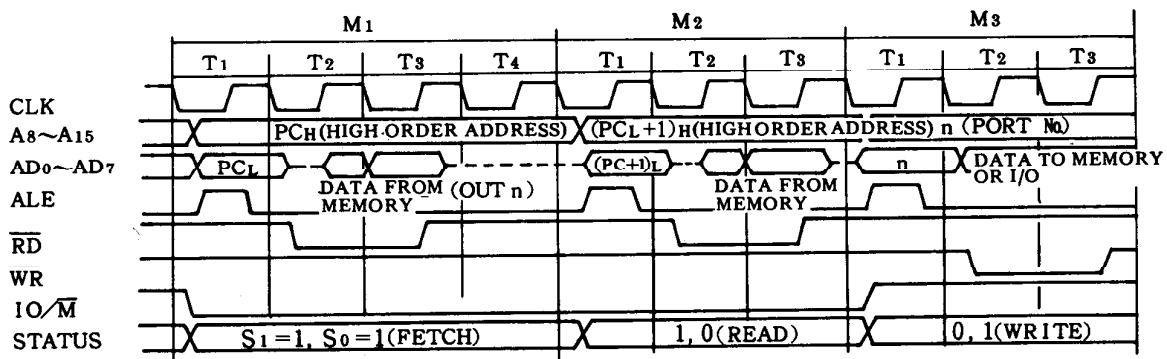 M1 M2 M3
T1 T2 T3 T4 T1 T2 T3 T1 T2 T3
CLK
A8~A15 PCH(HIGH-ORDER ADDRESS) (PCL+1)H(HIGH ORDER ADDRESS) n (PORT No.)
AD0~AD7 PCL (PC+1)L n DATA TO MEMORY
OR I/O
DATA FROM (OUT n) DATA FROM
ALE MEMORY MEMORY
RD
WR
IO/M
STATUS S1=1, S0=1(FETCH) 1, 0(READ) 0, 1(WRITE)